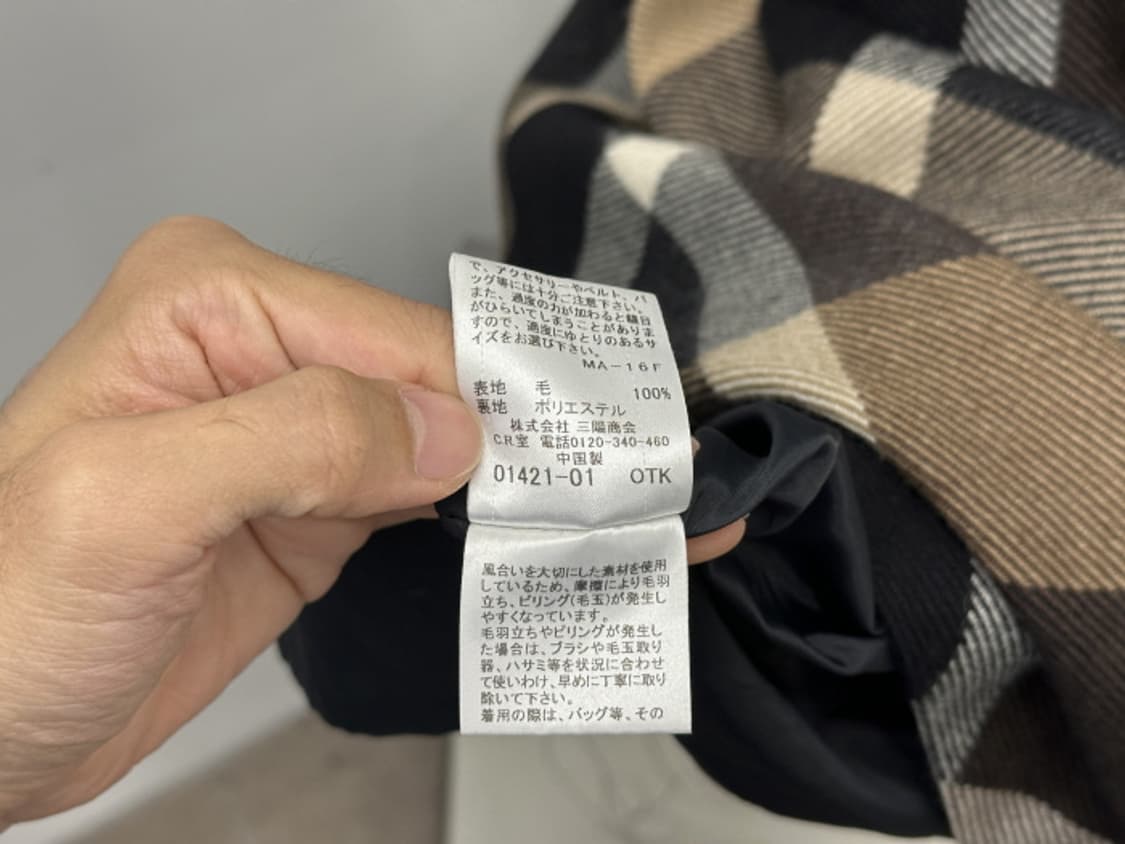 で、アクセサリーやベルト、バ
ッグ等には十分ご注意下さい。
また、過度の力が加わると縫目
がひらいてしまうことがありま
すので、適度にゆとりのあるサ
イズをお選び下さい。
MA-16F
表地 毛 100%
裏地 ポリエステル
株式会社 三陽商会
C.R室 電話0120-340-460
中国製
01421-01 OTK
風合いを大切にした素材を使用
しているため、摩擦により毛羽
立ち、ピリング(毛玉)が発生し
やすくなっています。
毛羽立ちやピリングが発生し
た場合は、ブラシや毛玉取り
器、ハサミ等を状況に合わせ
て使いわけ、早めに丁寧に取り
除いて下さい。
着用の際は、バッグ等、その